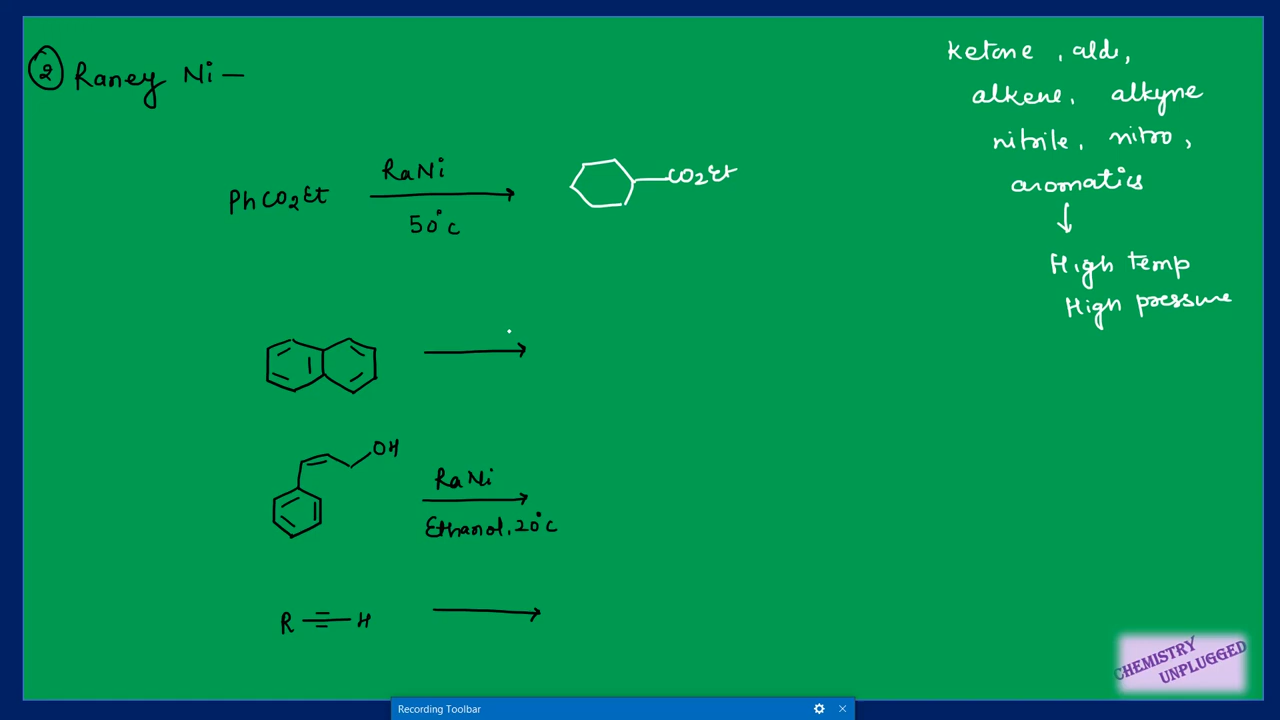 ② Raney Ni –
ketone, ald,
alkene, alkyne
nitrile, nitro,
aromatics
↓
High temp
High pressure
PhCO2Et
RaNi
50°C
CO2Et
OH
RaNi
Ethanol, 20°C
R ≡ H
CHEMISTRY
UNPLUGGED
Recording Toolbar